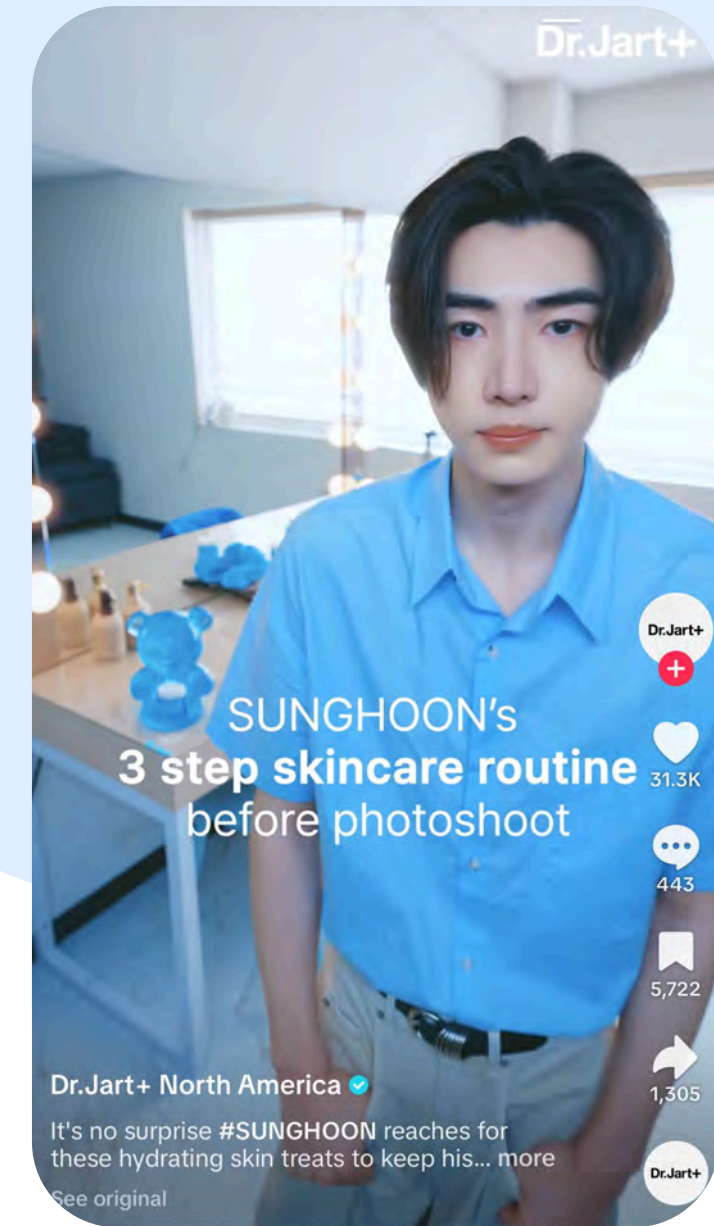 Dr.Jart+
Dr.Jart+
SUNGHOON's
3 step skincare routine
before photoshoot
31.3K
443
5,722
1,305
Dr.Jart+ North America
It's no surprise #SUNGHOON reaches for
these hydrating skin treats to keep his... more
See original
Dr.Jart+